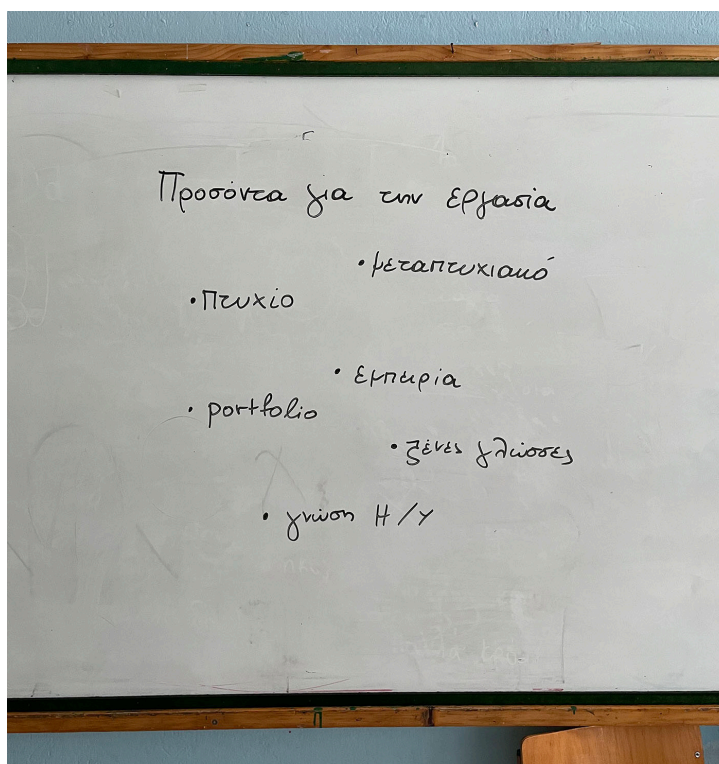 Προσόντα για την εργασία
• μεταπτυχιακό
• Πτυχίο
• εμπειρία
• portfolio
• ξένες γλώσσες
• γνώση Η/Υ